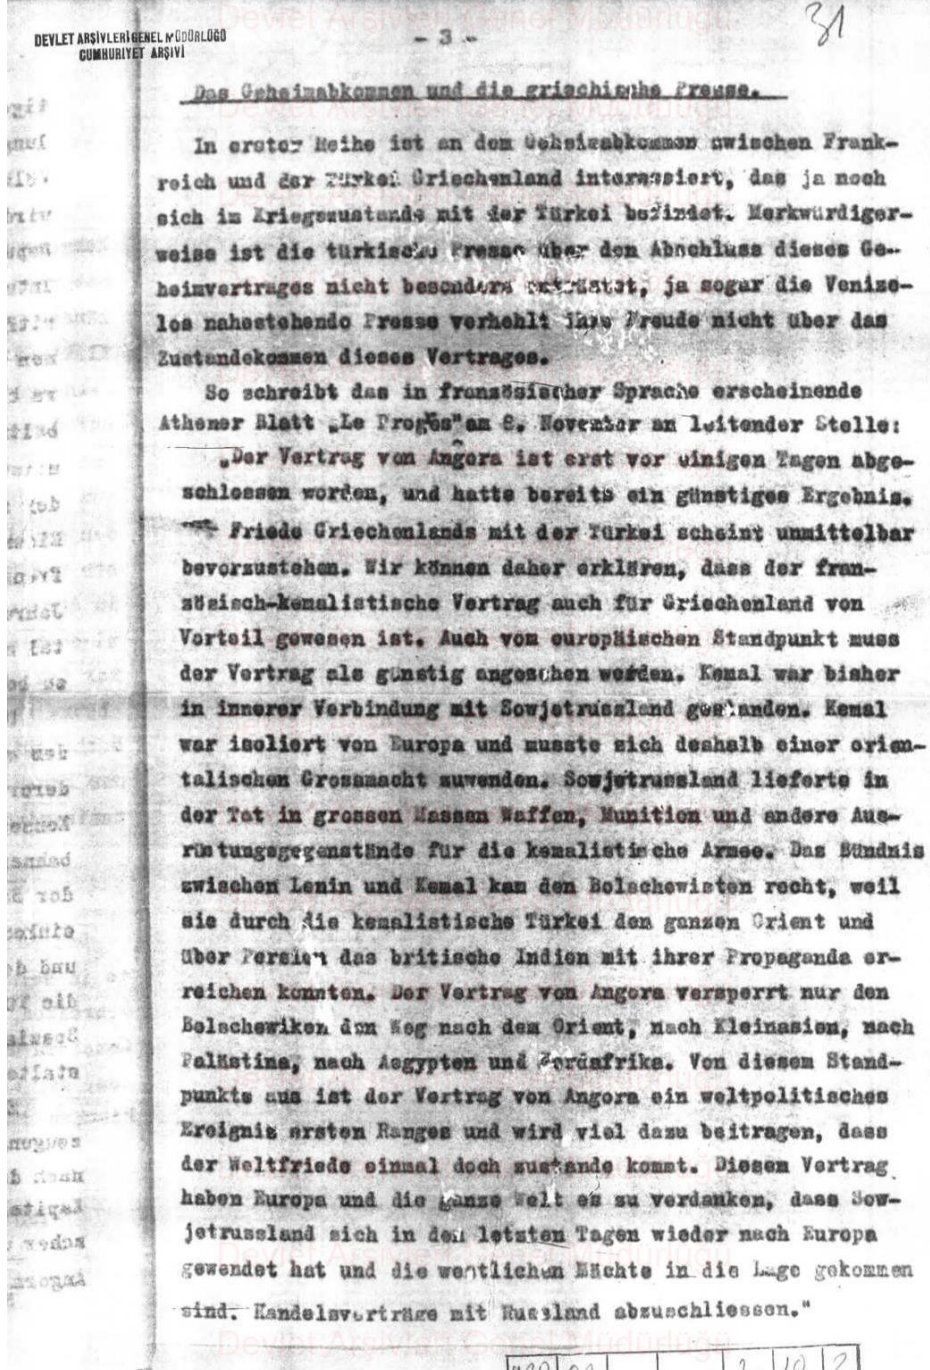 DEVLET ARŞİVLERİ GENEL MÜDÜRLÜĞÜ
CUMHURİYET ARŞİVİ
- 3 -
31
Das Geheimabkommen und die griechische Presse.
In erster Reihe ist an dem Geheimabkommen zwischen Frank-
reich und der Türkei Griechenland interessiert, das ja noch
sich im Kriegszustande mit der Türkei befindet. Merkwürdiger-
weise ist die türkische Presse über den Abschluss dieses Ge-
heimvertrages nicht besonders entrüstet, ja sogar die Venize-
los nahestehende Presse verhehlt ihre Freude nicht über das
Zustandekommen dieses Vertrages.
So schreibt das in französischer Sprache erscheinende
Athener Blatt „Le Progès" am 8. November an leitender Stelle:
„Der Vertrag von Angora ist erst vor einigen Tagen abge-
schlossen worden, und hatte bereits ein günstiges Ergebnis.
Friede Griechenlands mit der Türkei scheint unmittelbar
bevorzustehen. Wir können daher erklären, dass der fran-
zösisch-kemalistische Vertrag auch für Griechenland von
Vorteil gewesen ist. Auch vom europäischen Standpunkt muss
der Vertrag als günstig angesehen werden. Kemal war bisher
in innerer Verbindung mit Sowjetrussland gestanden. Kemal
war isoliert von Europa und musste sich deshalb einer orien-
talischen Grossmacht zuwenden. Sowjetrussland lieferte in
der Tat in grossen Massen Waffen, Munition und andere Aus-
rüstungsgegenstände für die kemalistische Armee. Das Bündnis
zwischen Lenin und Kemal kam den Bolschewisten recht, weil
sie durch die kemalistische Türkei den ganzen Orient und
über Persien das britische Indien mit ihrer Propaganda er-
reichen konnten. Der Vertrag von Angora versperrt nur den
Bolschewiken den Weg nach dem Orient, nach Kleinasien, nach
Palästina, nach Aegypten und Nordafrika. Von diesem Stand-
punkte aus ist der Vertrag von Angora ein weltpolitisches
Ereignis ersten Ranges und wird viel dazu beitragen, dass
der Weltfriede einmal doch zustande kommt. Diesem Vertrag
haben Europa und die ganze Welt es zu verdanken, dass Sow-
jetrussland sich in den letzten Tagen wieder nach Europa
gewendet hat und die westlichen Mächte in die Lage gekommen
sind. Handelsverträge mit Russland abzuschliessen."